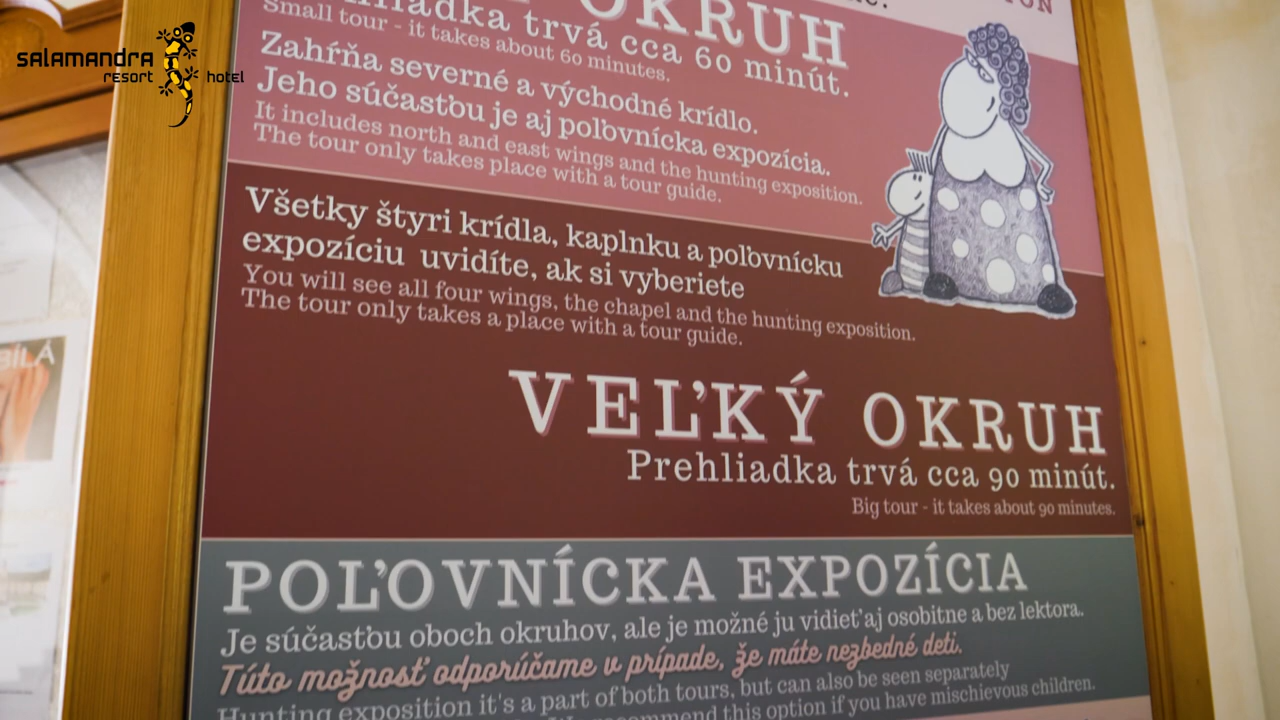 salamandra
resort hotel
OKRUH
trvá cca 60 minút.
Small tour - it takes about 60 minutes.
Zahŕňa severné a východné krídlo.
Jeho súčasťou je aj poľovnícka expozícia.
It includes north and east wings and the hunting exposition.
The tour only takes place with a tour guide.
Všetky štyri krídla, kaplnku a poľovnícku
expozíciu uvidíte, ak si vyberiete
You will see all four wings, the chapel and the hunting exposition.
The tour only takes a place with a tour guide.
VEĽKÝ OKRUH
Prehliadka trvá cca 90 minút.
Big tour - it takes about 90 minutes.
POĽOVNÍCKA EXPOZÍCIA
Je súčasťou oboch okruhov, ale je možné ju vidieť aj osobitne a bez lektora.
Túto možnosť odporúčame v prípade, že máte nezbedné deti.
Hunting exposition it's a part of both tours, but can also be seen separately
recommend this option if you have mischievous children.
BÍLÁ